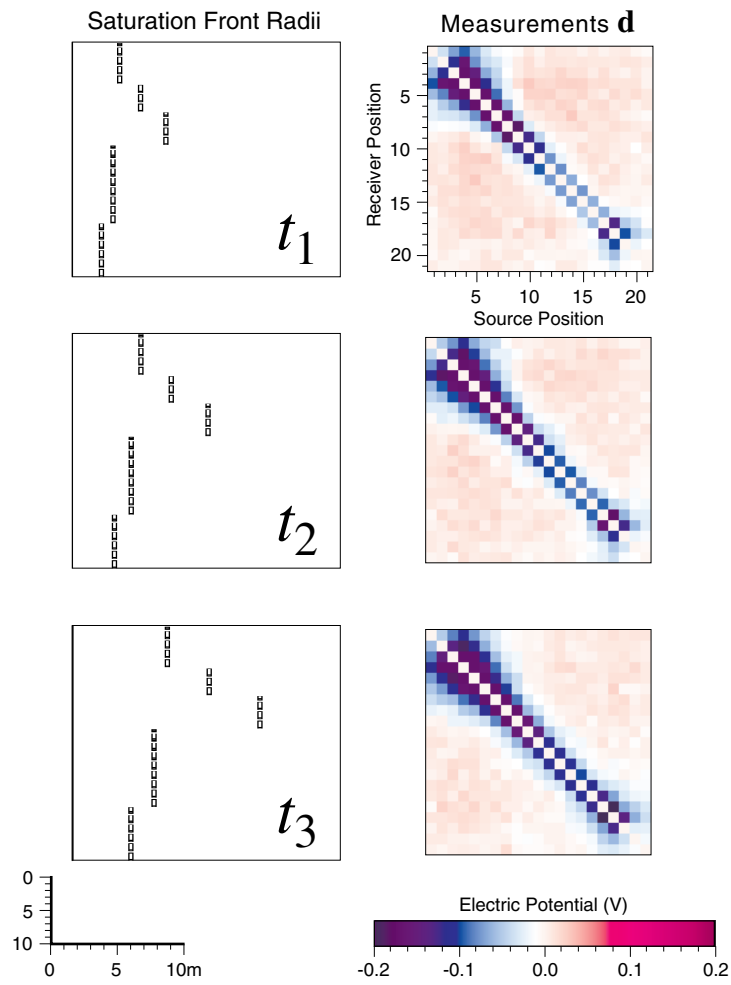 Saturation Front Radii
Measurements d
t1
Receiver Position
5
10
15
20
5 10 15 20
Source Position
t2
t3
0
5
10
0 5 10m
Electric Potential (V)
-0.2 -0.1 0.0 0.1 0.2